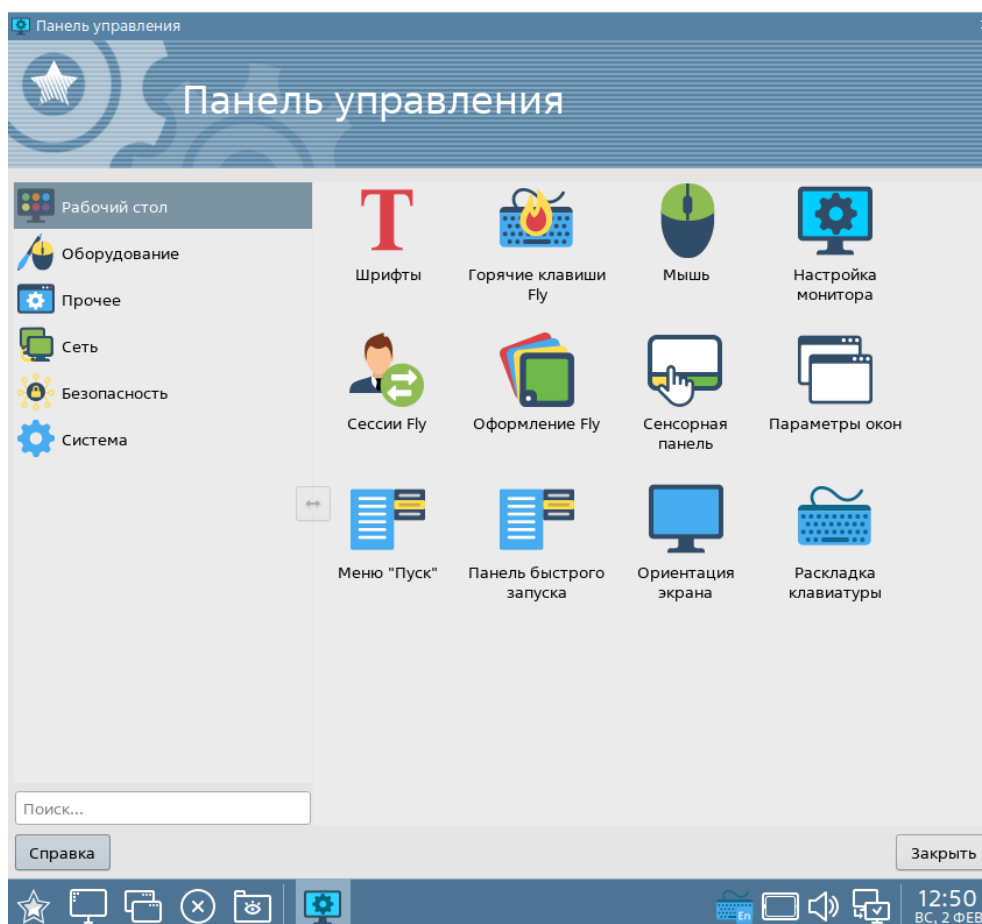 Панель управления
Панель управления
Рабочий стол
Оборудование
Прочее
Сеть
Безопасность
Система
Шрифты
Горячие клавиши
Fly
Мышь
Настройка
монитора
Сессии Fly
Оформление Fly
Сенсорная
панель
Параметры окон
Меню "Пуск"
Панель быстрого
запуска
Ориентация
экрана
Раскладка
клавиатуры
Поиск...
Справка
Закрыть
En
12:50
ВС, 2 ФЕВ